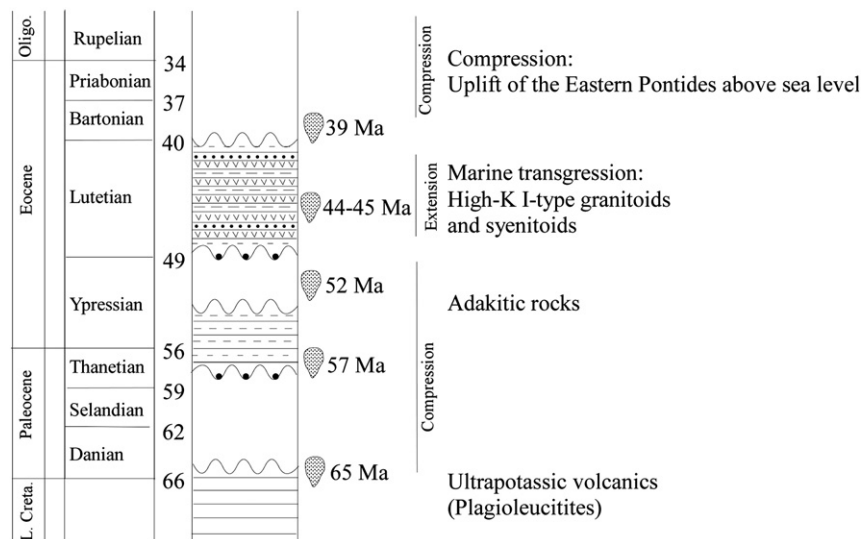 Oligo.
Eocene
Paleocene
L. Creta.
Rupelian
Priabonian
Bartonian
Lutetian
Ypressian
Thanetian
Selandian
Danian
34
37
40
49
56
59
62
66
39 Ma
44-45 Ma
52 Ma
57 Ma
65 Ma
Compression
Extension
Compression
Compression:
Uplift of the Eastern Pontides above sea level
Marine transgression:
High-K I-type granitoids
and syenitoids
Adakitic rocks
Ultrapotassic volcanics
(Plagioleucitites)